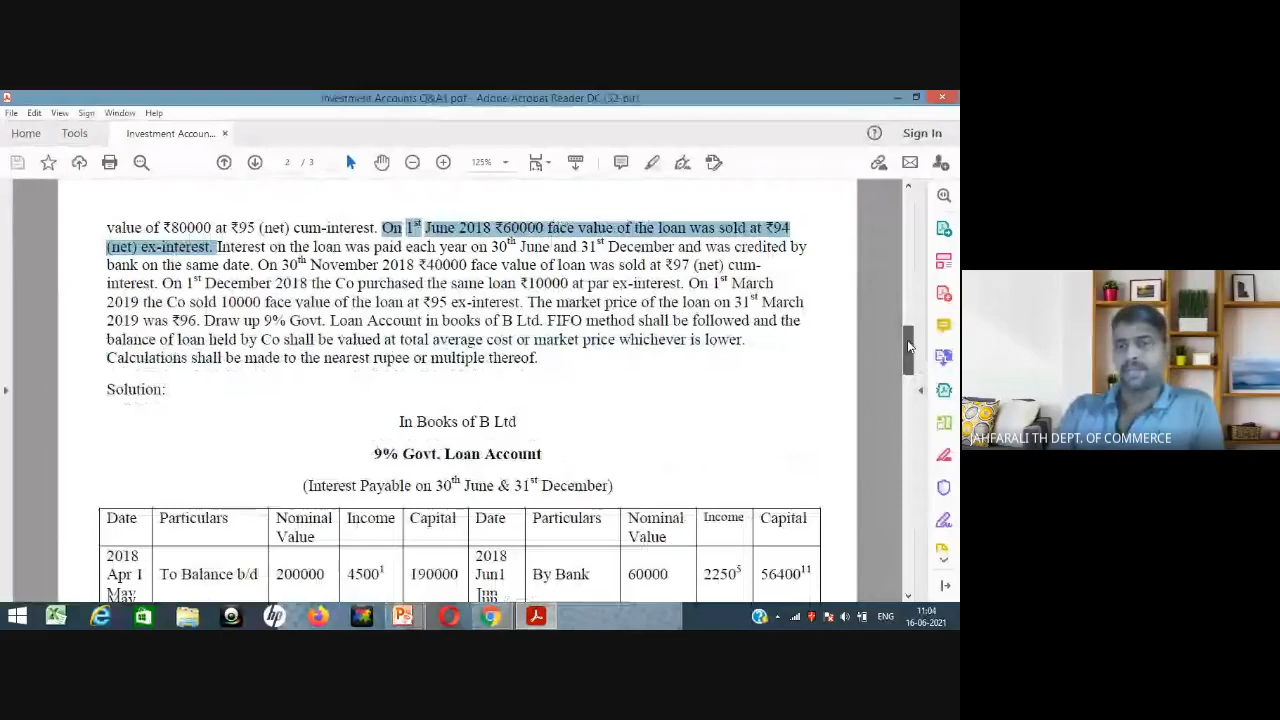 Investment Accounts Q&A1.pdf - Adobe Acrobat Reader DC (32-bit)
File Edit View Sign Window Help
Home Tools Investment Accoun... × Sign In
2 / 3 125%
value of ₹80000 at ₹95 (net) cum-interest. On 1st June 2018 ₹60000 face value of the loan was sold at ₹94
(net) ex-interest. Interest on the loan was paid each year on 30th June and 31st December and was credited by
bank on the same date. On 30th November 2018 ₹40000 face value of loan was sold at ₹97 (net) cum-
interest. On 1st December 2018 the Co purchased the same loan ₹10000 at par ex-interest. On 1st March
2019 the Co sold 10000 face value of the loan at ₹95 ex-interest. The market price of the loan on 31st March
2019 was ₹96. Draw up 9% Govt. Loan Account in books of B Ltd. FIFO method shall be followed and the
balance of loan held by Co shall be valued at total average cost or market price whichever is lower.
Calculations shall be made to the nearest rupee or multiple thereof.
Solution:
In Books of B Ltd
9% Govt. Loan Account
(Interest Payable on 30th June & 31st December)
Date Particulars Nominal Income Capital Date Particulars Nominal Income Capital
Value Value
2018 2018
Apr 1 To Balance b/d 200000 4500¹ 190000 Jun1 By Bank 60000 2250⁵ 56400¹¹
May Jun
JAHFARALI TH DEPT. OF COMMERCE
ENG
11:04
16-06-2021